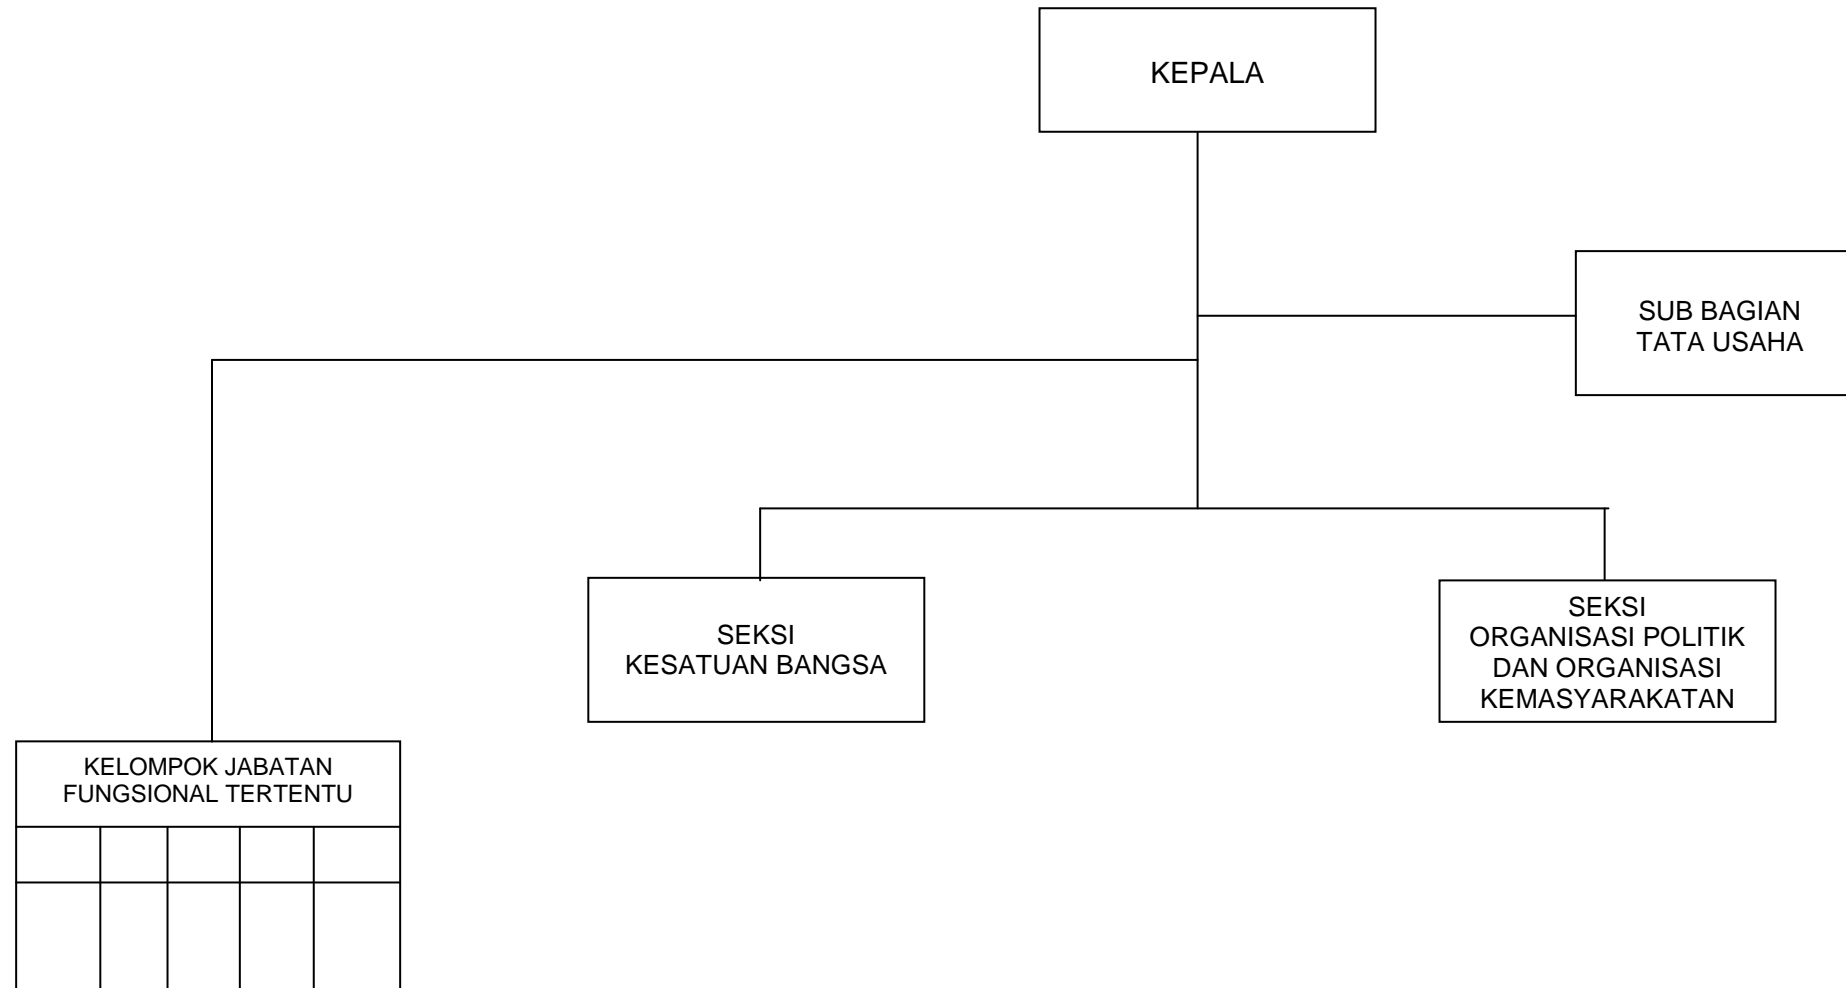 KEPALA
SUB BAGIAN
TATA USAHA
SEKSI
KESATUAN BANGSA
SEKSI
ORGANISASI POLITIK
DAN ORGANISASI
KEMASYARAKATAN
KELOMPOK JABATAN
FUNGSIONAL TERTENTU